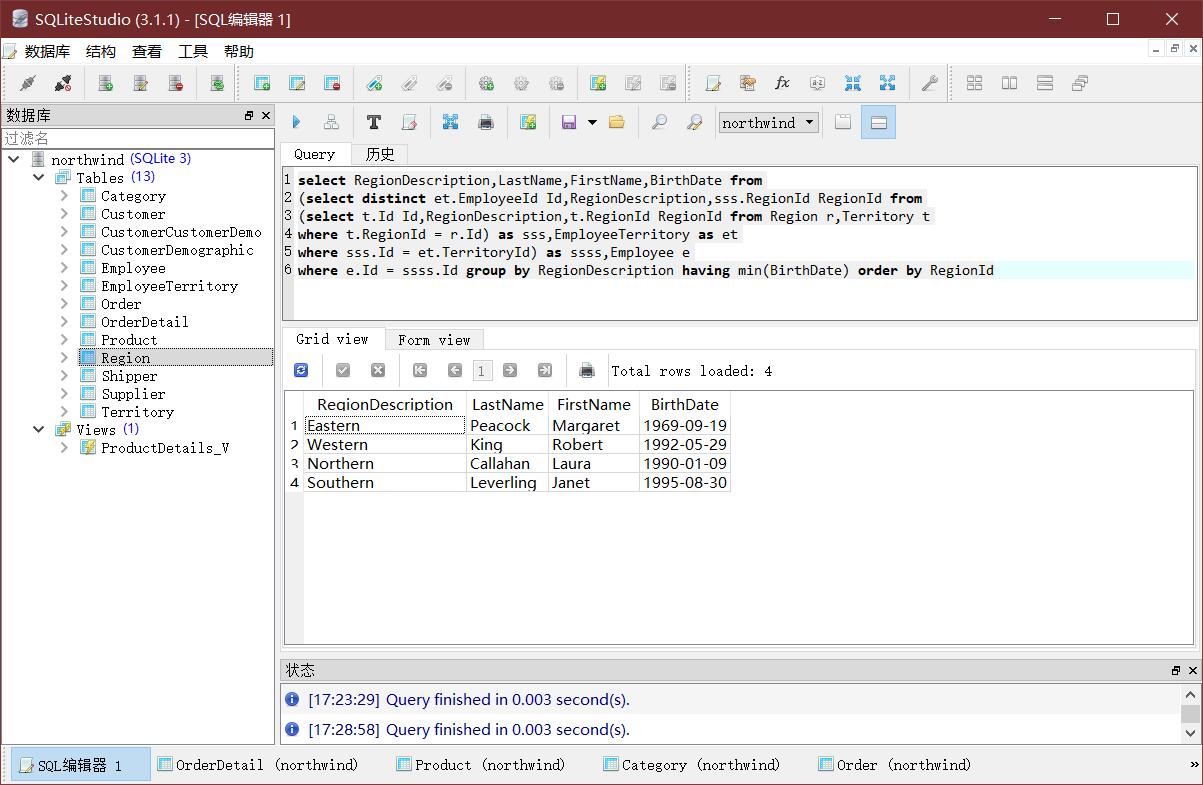 SQLiteStudio (3.1.1) - [SQL编辑器 1]
数据库 结构 查看 工具 帮助
数据库
过滤名
northwind (SQLite 3)
Tables (13)
Category
Customer
CustomerCustomerDemo
CustomerDemographic
Employee
EmployeeTerritory
Order
OrderDetail
Product
Region
Shipper
Supplier
Territory
Views (1)
ProductDetails_V
northwind
Query 历史
1 select RegionDescription,LastName,FirstName,BirthDate from
2 (select distinct et.EmployeeId Id,RegionDescription,sss.RegionId RegionId from
3 (select t.Id Id,RegionDescription,t.RegionId RegionId from Region r,Territory t
4 where t.RegionId = r.Id) as sss,EmployeeTerritory as et
5 where sss.Id = et.TerritoryId) as ssss,Employee e
6 where e.Id = ssss.Id group by RegionDescription having min(BirthDate) order by RegionId
Grid view Form view
1 Total rows loaded: 4
RegionDescription LastName FirstName BirthDate
1 Eastern Peacock Margaret 1969-09-19
2 Western King Robert 1992-05-29
3 Northern Callahan Laura 1990-01-09
4 Southern Leverling Janet 1995-08-30
状态
[17:23:29] Query finished in 0.003 second(s).
[17:28:58] Query finished in 0.003 second(s).
SQL编辑器 1 OrderDetail (northwind) Product (northwind) Category (northwind) Order (northwind)